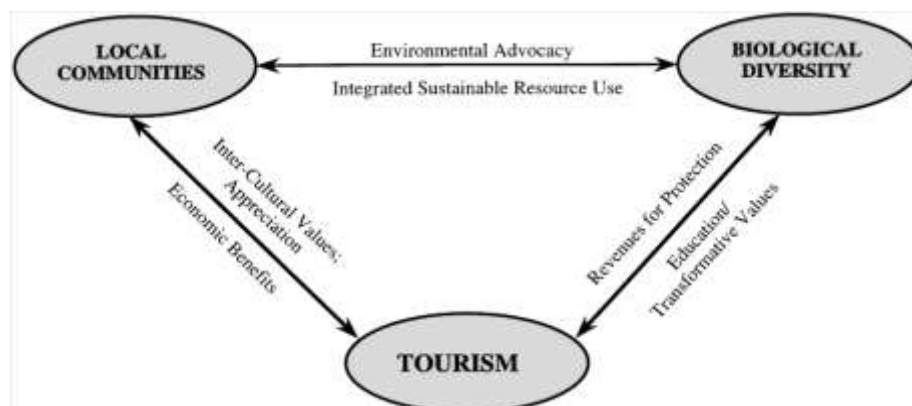 LOCAL
COMMUNITIES
Environmental Advocacy
Integrated Sustainable Resource Use
BIOLOGICAL
DIVERSITY
Inter-Cultural Values;
Appreciation
Economic Benefits
Revenues for Protection
Education/
Transformative Values
TOURISM